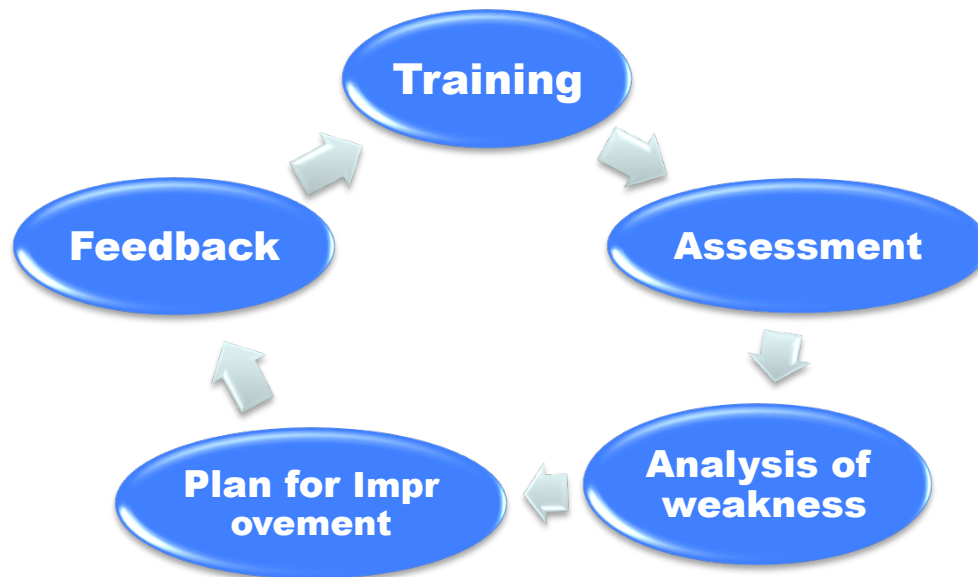 Training
Feedback
Assessment
Plan for Impr
ovement
Analysis of
weakness